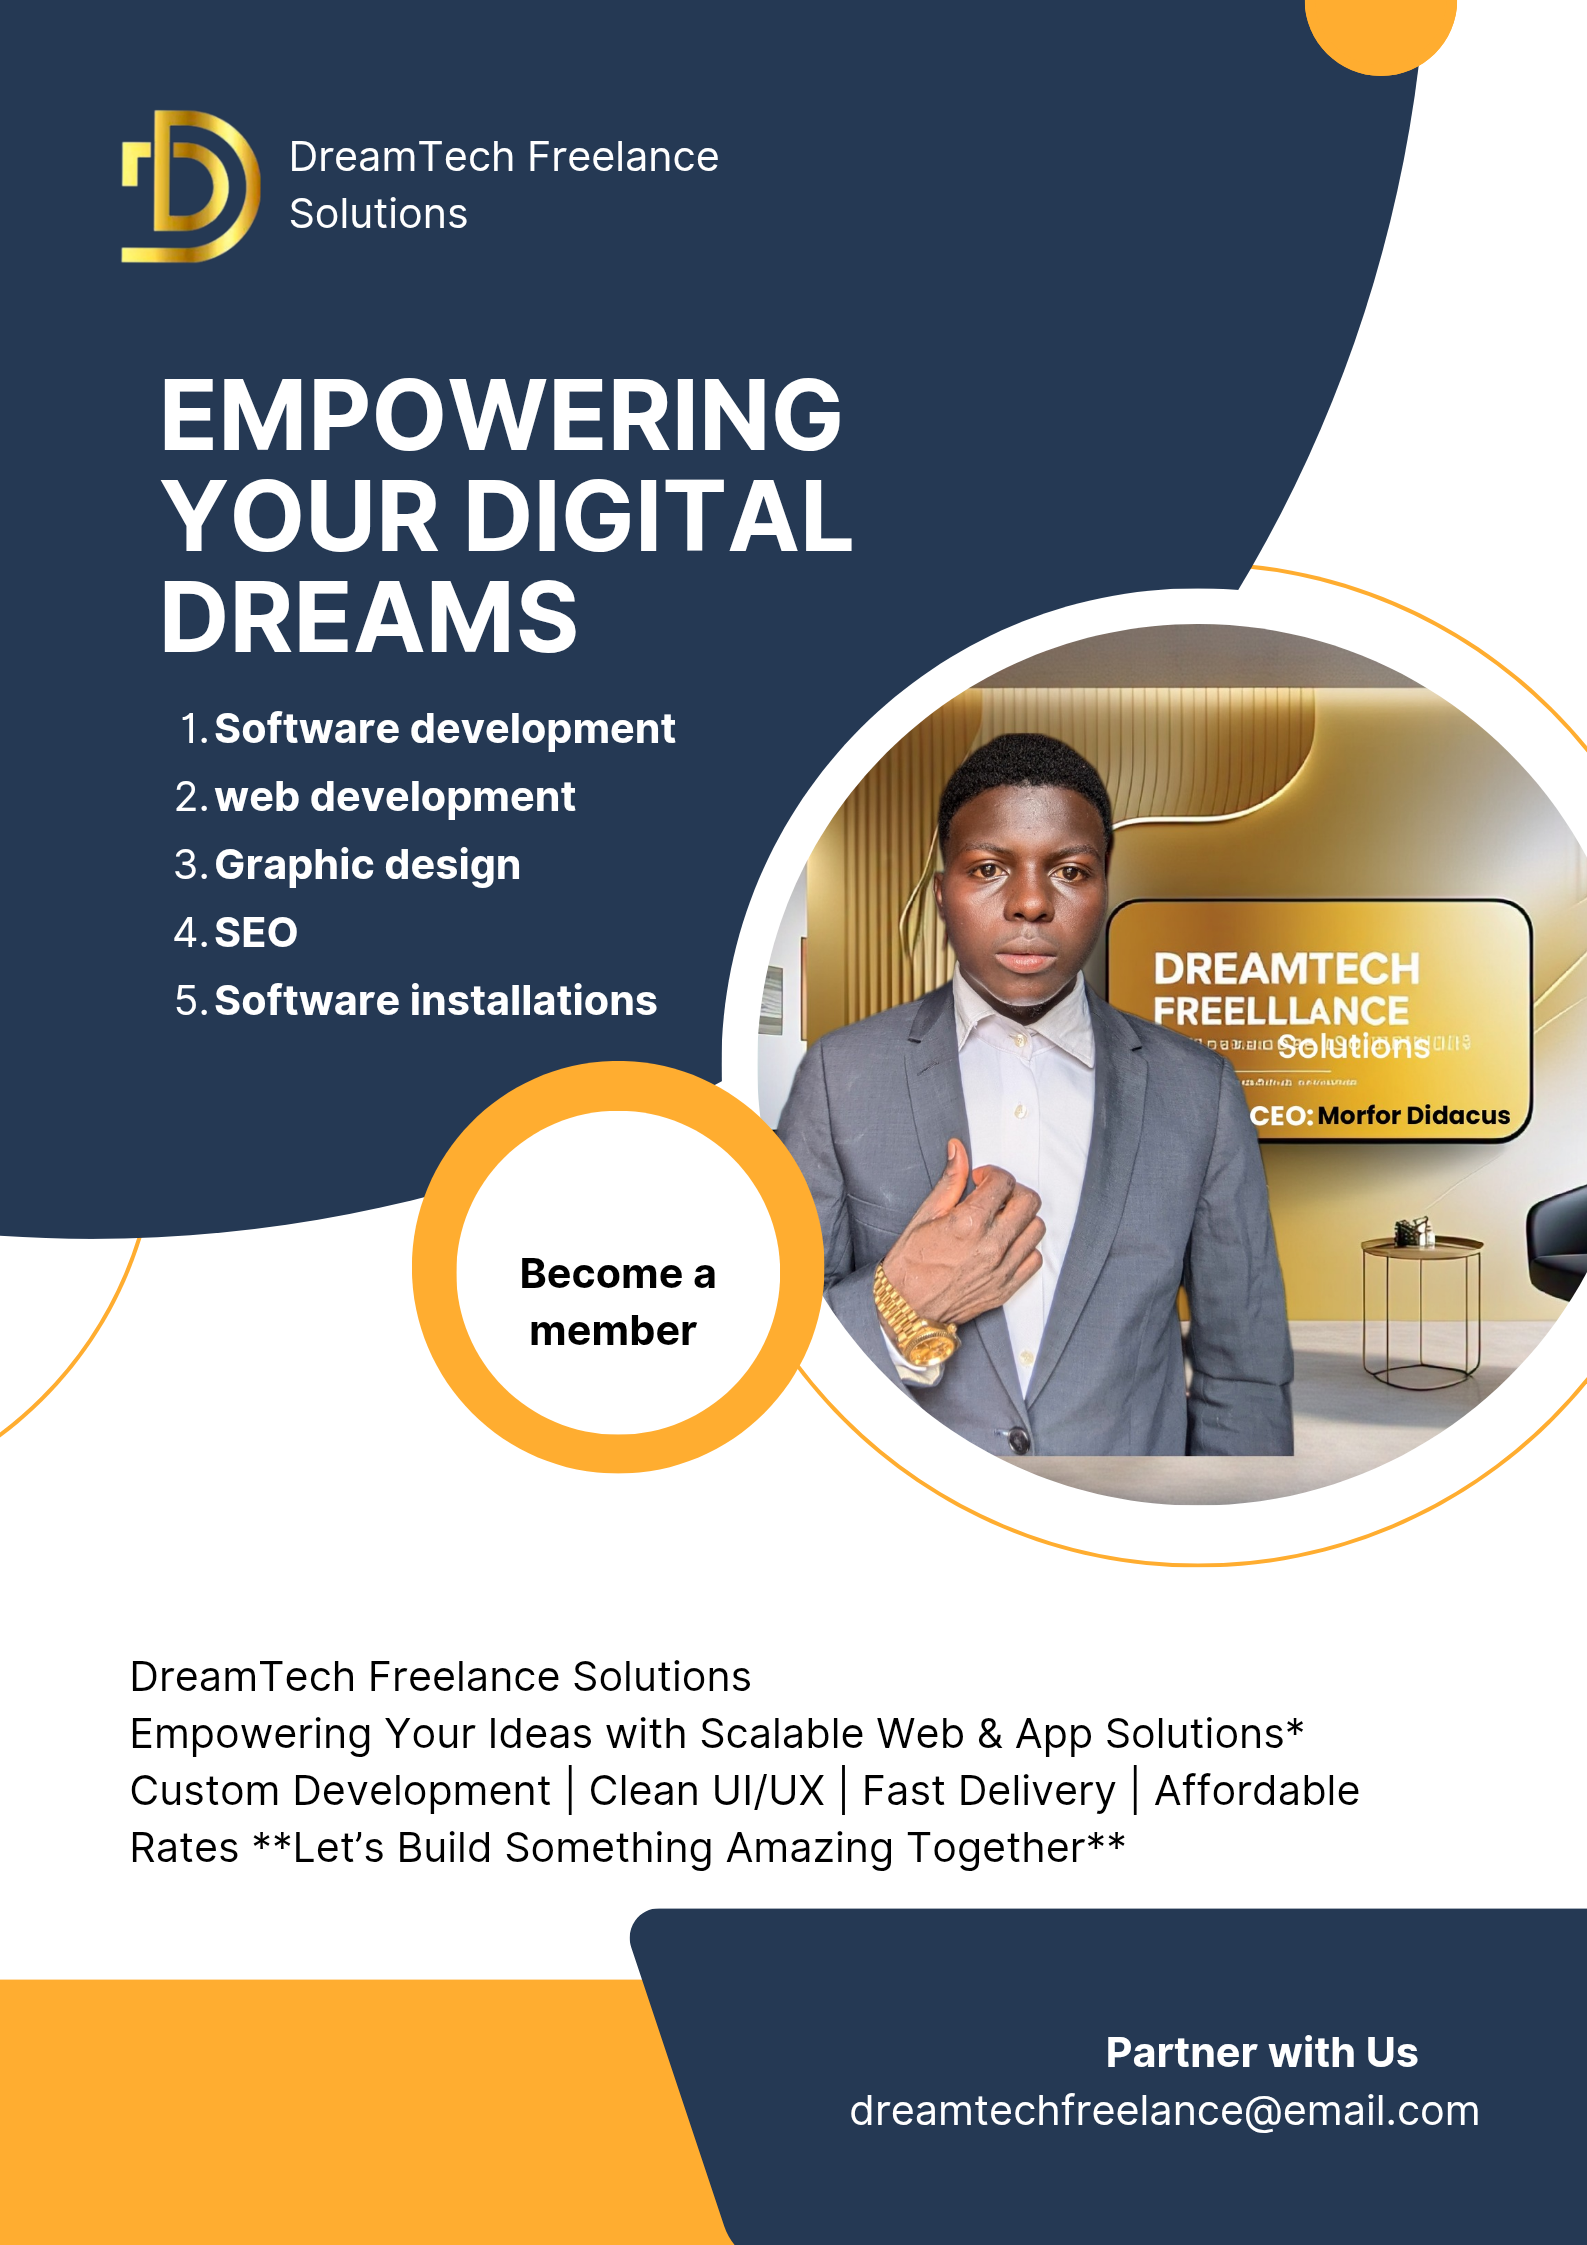 DreamTech Freelance
Solutions
EMPOWERING
YOUR DIGITAL
DREAMS
1. Software development
2. web development
3. Graphic design
4. SEO
5. Software installations
DREAMTECH
FREELLLANCE
Solutions
CEO: Morfor Didacus
Become a
member
DreamTech Freelance Solutions
Empowering Your Ideas with Scalable Web & App Solutions*
Custom Development | Clean UI/UX | Fast Delivery | Affordable
Rates **Let’s Build Something Amazing Together**
Partner with Us
dreamtechfreelance@email.com